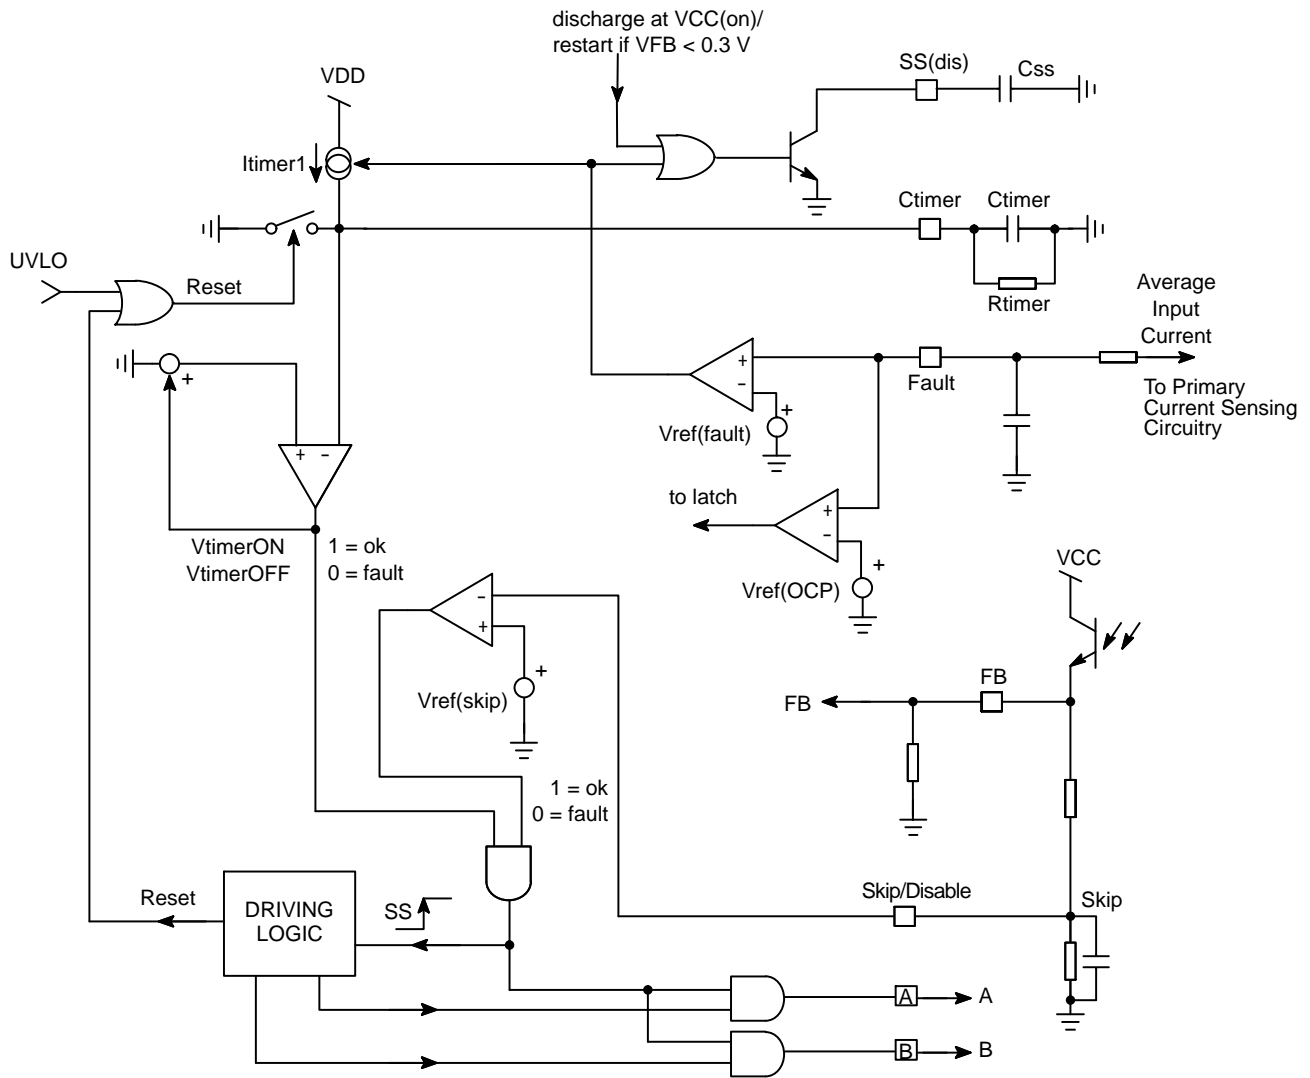 discharge at VCC(on)/
restart if VFB < 0.3 V
SS(dis)
Css
VDD
Itimer1
Ctimer
Ctimer
UVLO
Reset
Rtimer
Average
Input
Current
+
+
-
+
Fault
To Primary
Current Sensing
Circuitry
Vref(fault)
+ -
to latch
+
-
+
VtimerON
VtimerOFF
1 = ok
0 = fault
VCC
Vref(OCP)
-
+
+
Vref(skip)
FB
FB
1 = ok
0 = fault
Reset
DRIVING
LOGIC
SS
Skip/Disable
Skip
A
A
B
B